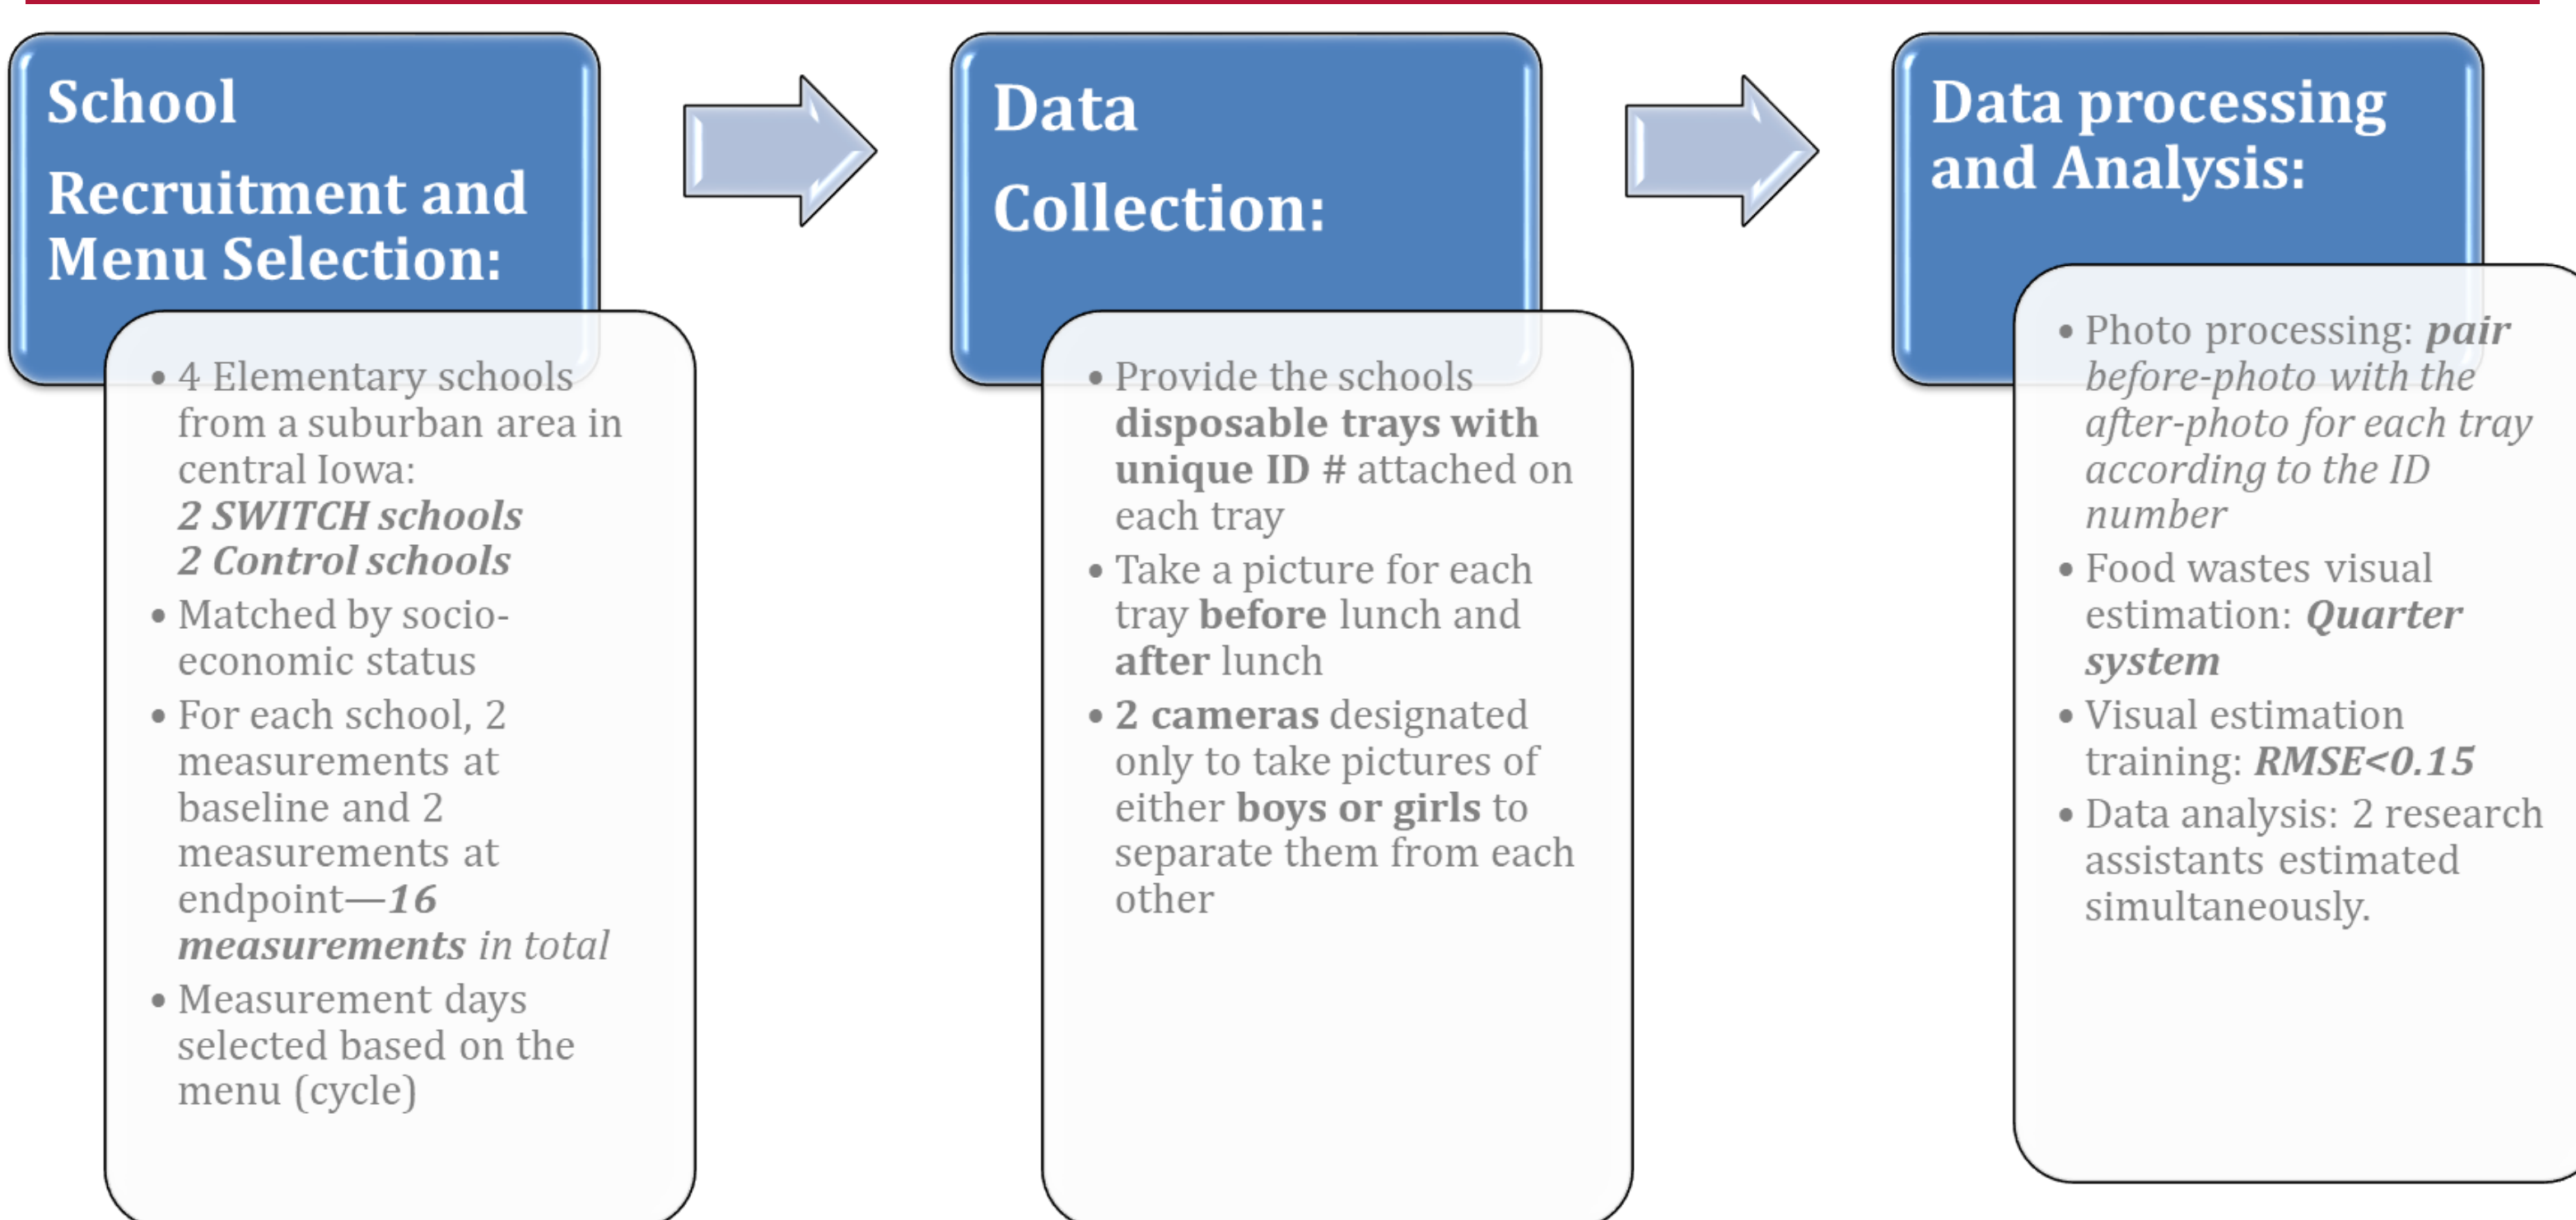 School
Recruitment and
Menu Selection:
• 4 Elementary schools
from a suburban area in
central Iowa:
2 SWITCH schools
2 Control schools
• Matched by socio-
economic status
• For each school, 2
measurements at
baseline and 2
measurements at
endpoint—16
measurements in total
• Measurement days
selected based on the
menu (cycle)
Data
Collection:
• Provide the schools
disposable trays with
unique ID # attached on
each tray
• Take a picture for each
tray before lunch and
after lunch
• 2 cameras designated
only to take pictures of
either boys or girls to
separate them from each
other
Data processing
and Analysis:
• Photo processing: pair
before-photo with the
after-photo for each tray
according to the ID
number
• Food wastes visual
estimation: Quarter
system
• Visual estimation
training: RMSE<0.15
• Data analysis: 2 research
assistants estimated
simultaneously.